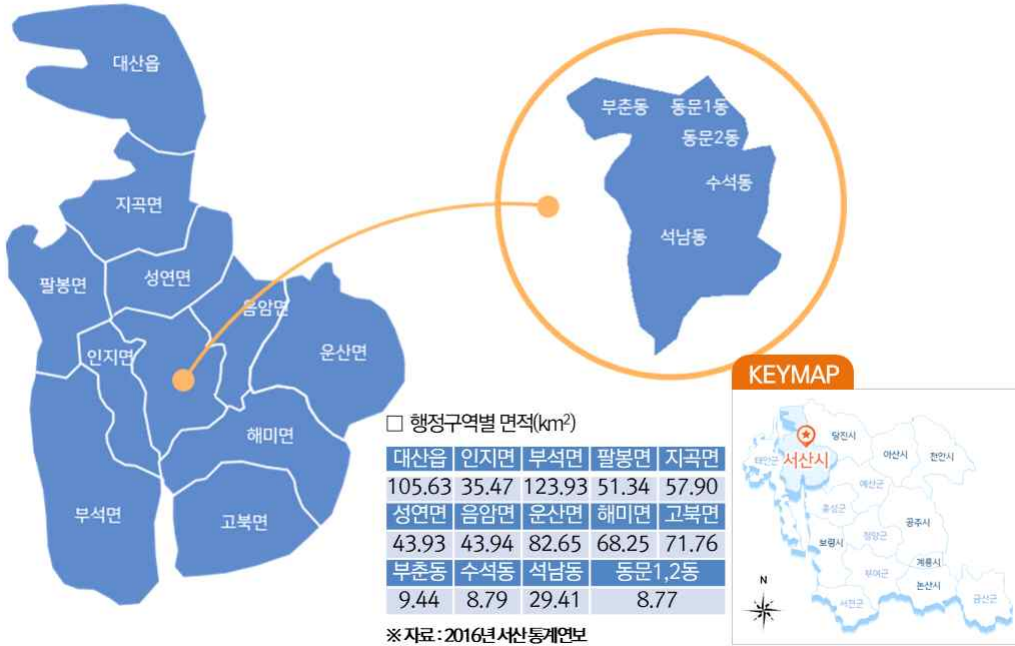 대산읍
지곡면
성연면
팔봉면
음암면
인지면
운산면
해미면
부석면
고북면
부춘동 동문1동
동문2동
수석동
석남동
□ 행정구역별 면적(km²)
대산읍 인지면 부석면 팔봉면 지곡면
105.63 35.47 123.93 51.34 57.90
성연면 음암면 운산면 해미면 고북면
43.93 43.94 82.65 68.25 71.76
부춘동 수석동 석남동 동문1,2동
9.44 8.79 29.41 8.77
※ 자료 : 2016년 서산 통계연보
KEYMAP
당진시
서산시
태안군
아산시
천안시
예산군
홍성군
공주시
보령시
청양군
계룡시
부여군
논산시
서천군
금산군
N